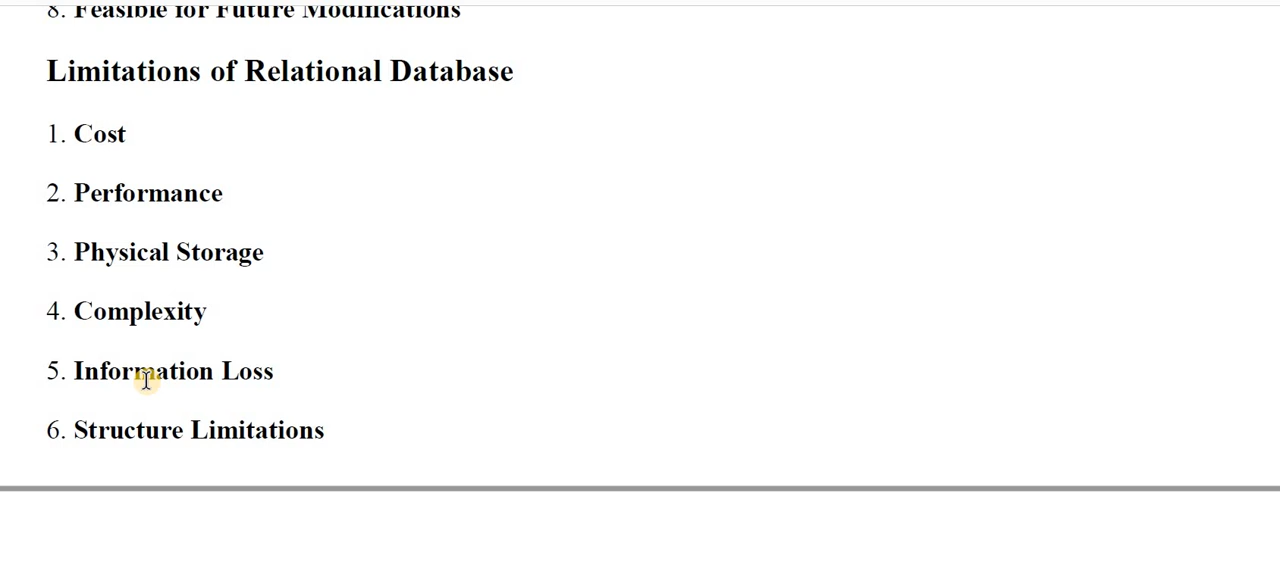 8. Feasible for Future Modifications
Limitations of Relational Database
1. Cost
2. Performance
3. Physical Storage
4. Complexity
5. Information Loss
6. Structure Limitations